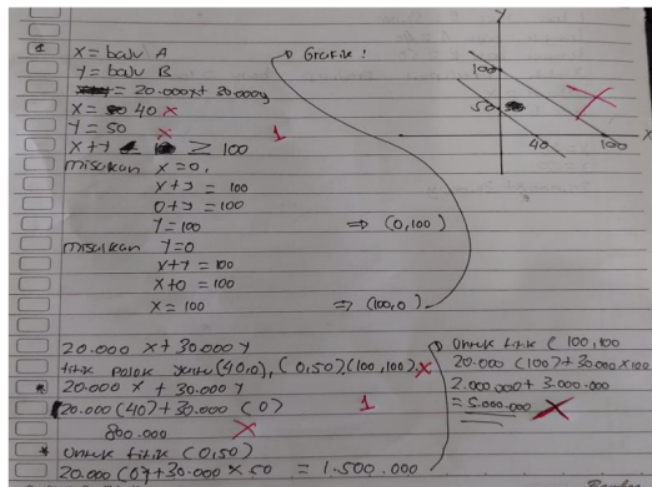 1
X = baju A
Y = baju B
= 20.000x + 30.000y
X = 40 X
Y = 50 X
1
X+Y ≥ 100
misalkan X = 0,
X+y = 100
0+y = 100
Y = 100 ⇒ (0,100)
misalkan Y=0
X+Y = 100
X+0 = 100
X = 100 ⇒ (100,0)
Grafik :
Y
100
50
40
100
X
X
20.000 X + 30.000 Y
titik pojok yaitu (40,0), (0,50), (100,100). X
* 20.000 X + 30.000 Y
20.000 (40) + 30.000 (0)
1
800.000 X
* Untuk titik (0,50)
20.000 (0) + 30.000 × 50 = 1.500.000
Untuk titik (100,100
20.000 (100) + 30.000 × 100
2.000.000 + 3.000.000
= 5.000.000 X